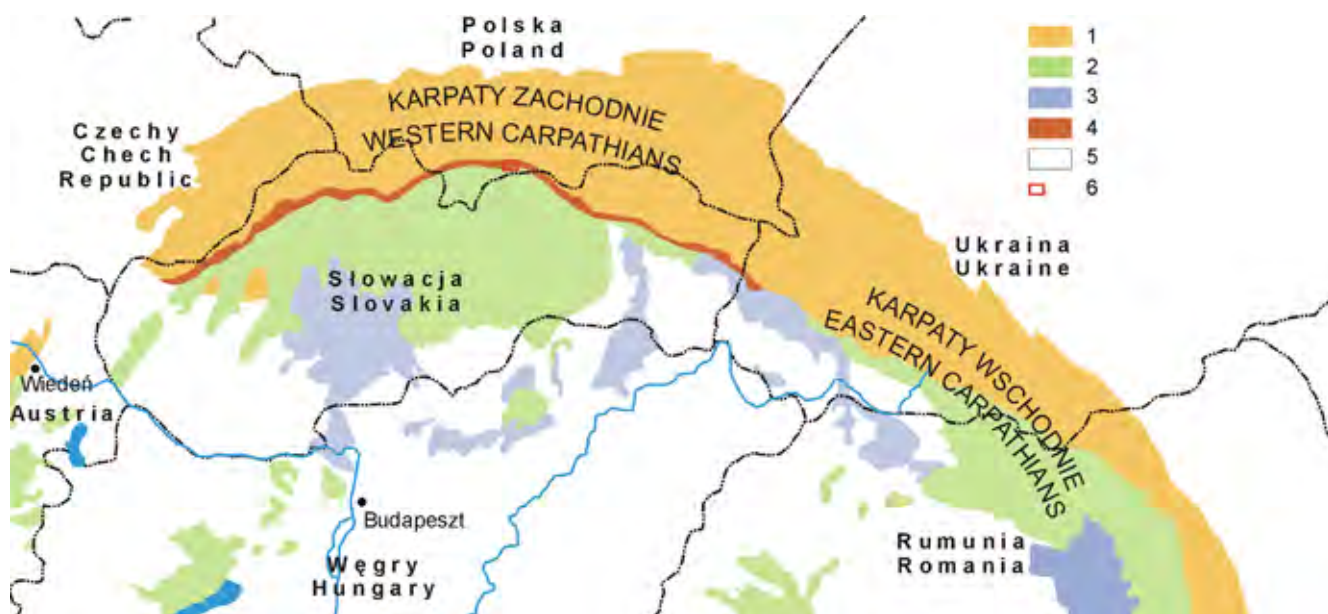 Polska
Poland
1
2
3
4
5
6
KARPATY ZACHODNIE
WESTERN CARPATHIANS
Czechy
Chech
Republic
Ukraina
Ukraine
Słowacja
Slovakia
KARPATY WSCHODNIE
EASTERN CARPATHIANS
Wiedeń
Austria
Budapeszt
Węgry
Hungary
Rumunia
Romania